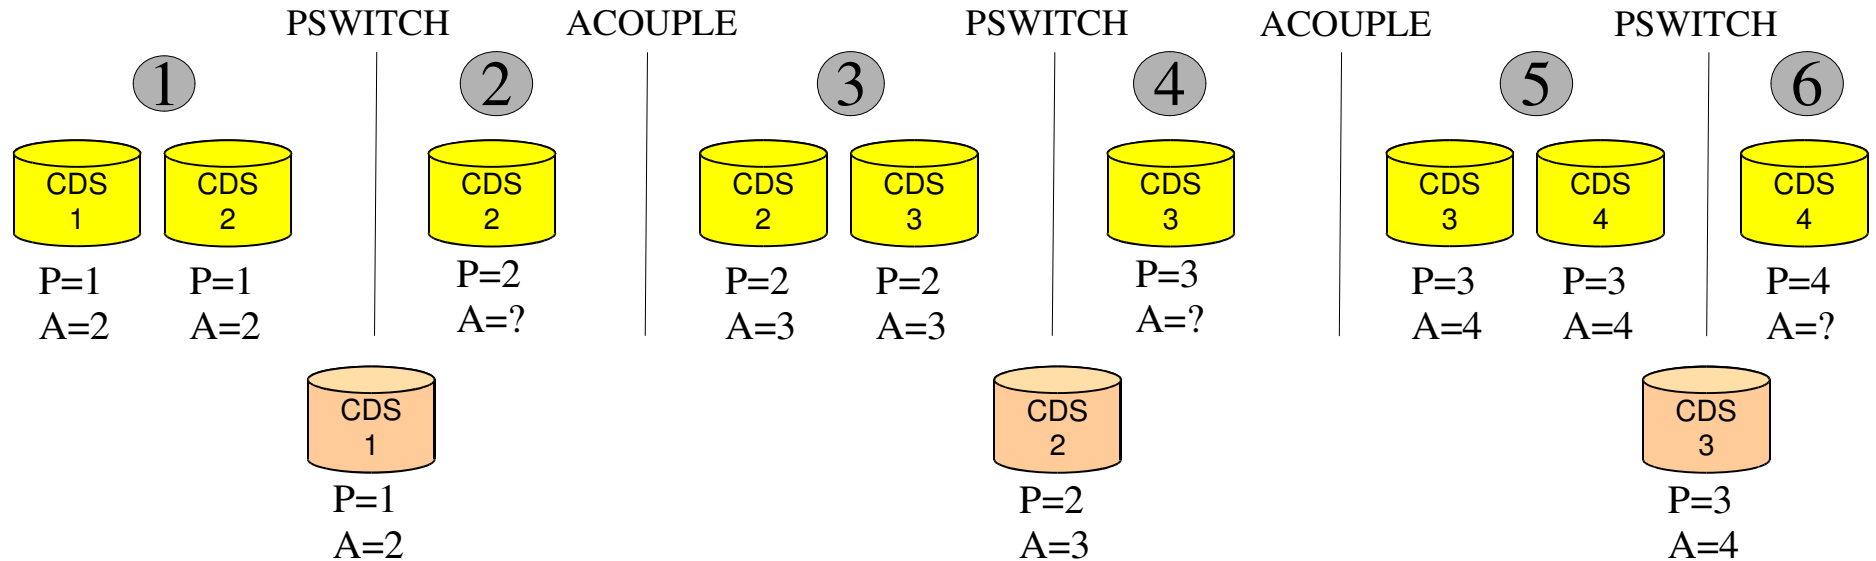 PSWITCH ACOUPLE PSWITCH ACOUPLE PSWITCH
1 2 3 4 5 6
CDS CDS CDS CDS CDS CDS CDS CDS CDS
1 2 2 2 3 3 3 4 4
P=1 P=1 P=2 P=2 P=2 P=3 P=3 P=3 P=4
A=2 A=2 A=? A=3 A=3 A=? A=4 A=4 A=?
CDS CDS CDS
1 2 3
P=1 P=2 P=3
A=2 A=3 A=4